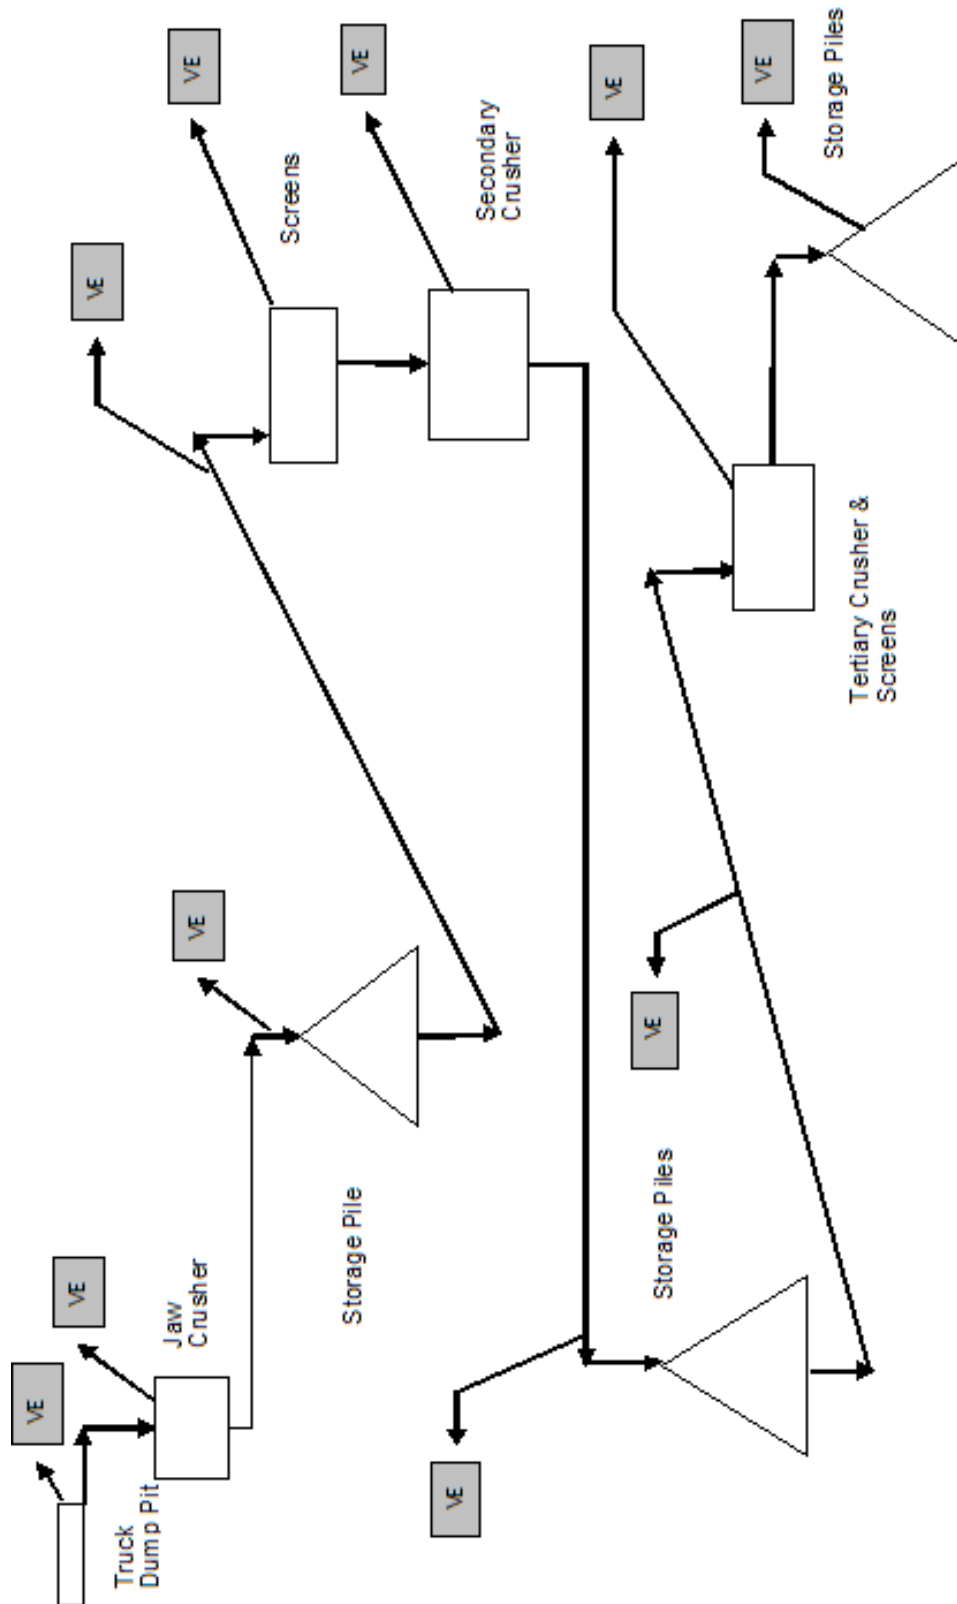 VE
VE
VE
Truck
Dump Pit
Jaw
Crusher
VE
VE
Screens
Storage Pile
VE
VE
Secondary
Crusher
VE
VE
Storage Piles
VE
Storage Piles
Tertiary Crusher &
Screens